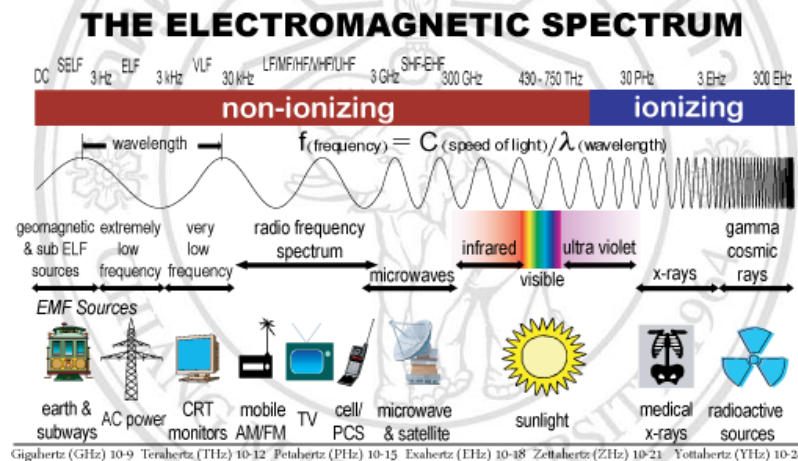 THE ELECTROMAGNETIC SPECTRUM
SELF ELF VLF LF/MF/HF/VHF/UHF SHF-EHF
DC 3 Hz 3 kHz 30 kHz 3 GHz 300 GHz 430 - 750 THz 30 PHz 3 EHz 300 EHz
non-ionizing ionizing
wavelength
f(frequency) = C (speed of light) / λ (wavelength)
geomagnetic
& sub ELF
sources
extremely
low
frequency
very
low
frequency
radio frequency
spectrum
microwaves
infrared
visible
ultra violet
x-rays
gamma
cosmic
rays
EMF Sources
earth &
subways
AC power
CRT
monitors
mobile
AM/FM
TV
cell/
PCS
microwave
& satellite
sunlight
medical
x-rays
radioactive
sources
Gigahertz (GHz) 10-9 Terahertz (THz) 10-12 Petahertz (PHz) 10-15 Exahertz (EHz) 10-18 Zettahertz (ZHz) 10-21 Yottahertz (YHz) 10-2